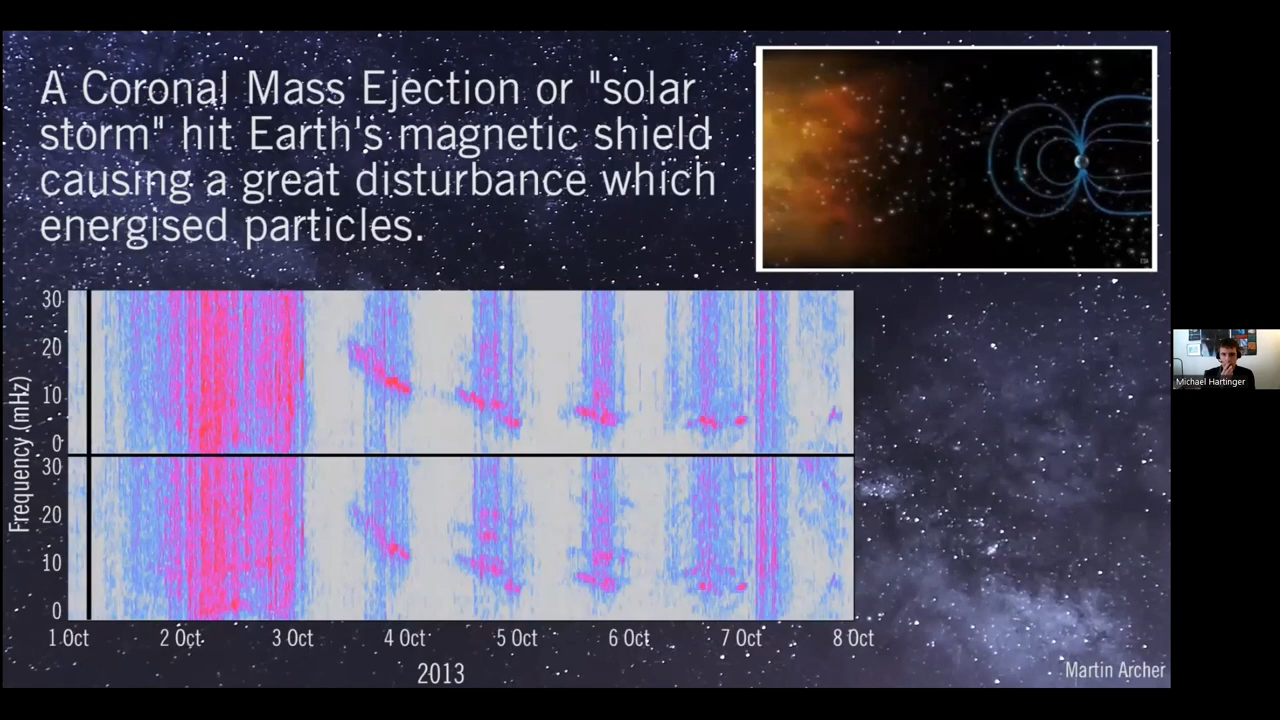 A Coronal Mass Ejection or "solar
storm" hit Earth's magnetic shield
causing a great disturbance which
energised particles.
Frequency (mHz)
30
20
10
0
30
20
10
0
1 Oct 2 Oct 3 Oct 4 Oct 5 Oct 6 Oct 7 Oct 8 Oct
2013
Martin Archer
Michael Hartinger